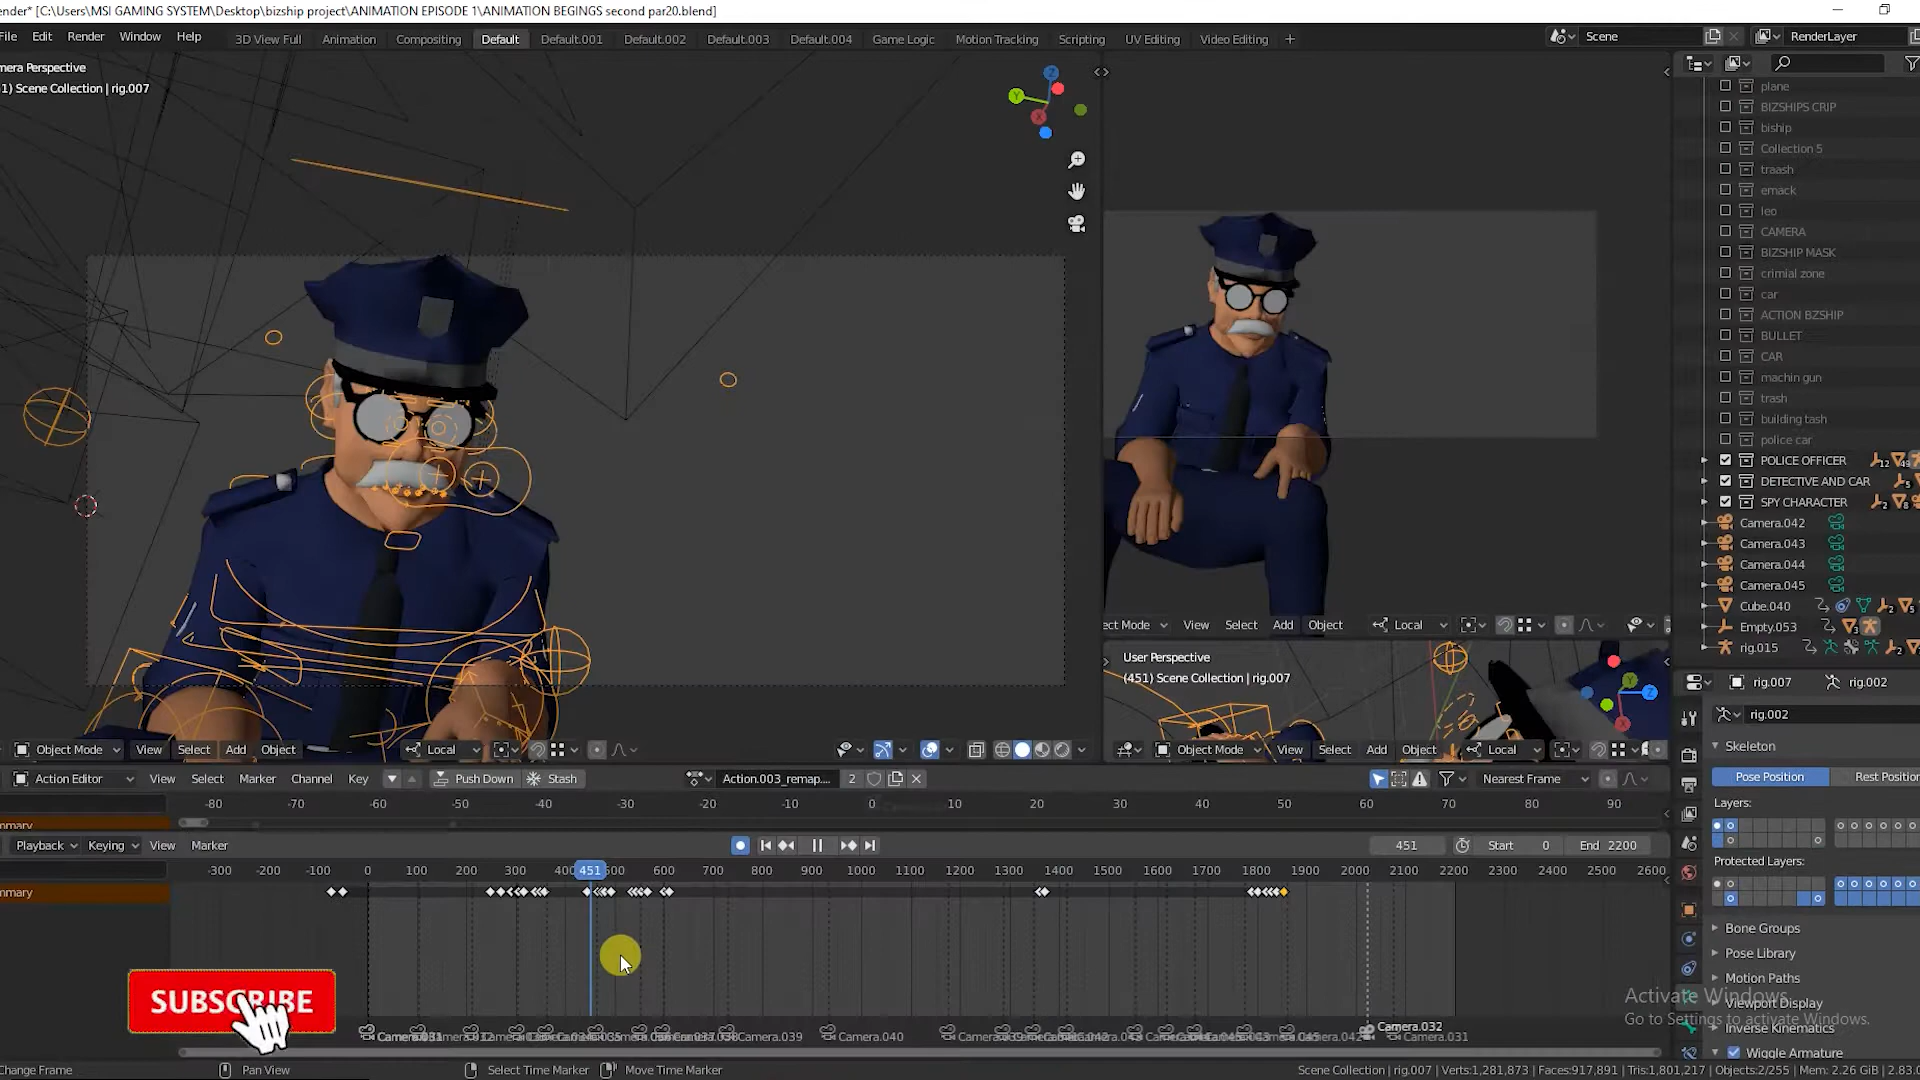 ender* [C:\Users\MSI GAMING SYSTEM\Desktop\bizship project\ANIMATION EPISODE 1\ANIMATION BEGINGS second par20.blend]
File Edit Render Window Help 3D View Full Animation Compositing Default Default.001 Default.002 Default.003 Default.004 Game Logic Motion Tracking Scripting UV Editing Video Editing + Scene RenderLayer
mera Perspective
1) Scene Collection | rig.007
Z
Y
X
plane
BIZSHIPS CRIP
biship
Collection 5
traash
emack
leo
CAMERA
BIZSHIP MASK
crimial zone
car
ACTION BZSHIP
BULLET
CAR
machin gun
trash
building tash
police car
POLICE OFFICER 12 49
DETECTIVE AND CAR 5
SPY CHARACTER 2 8
Camera.042
Camera.043
Camera.044
Camera.045
Cube.040 2 5
Empty.053 3
rig.015 2
ect Mode View Select Add Object Local
User Perspective
(451) Scene Collection | rig.007
Y
Z
X
Object Mode View Select Add Object Local
Object Mode View Select Add Object Local
rig.007 rig.002
rig.002
Skeleton
Pose Position Rest Position
Layers:
Protected Layers:
Bone Groups
Pose Library
Motion Paths
Viewport Display
Inverse Kinematics
Wiggle Armature
Action Editor View Select Marker Channel Key Push Down Stash Action.003_remap... 2 Nearest Frame
-80 -70 -60 -50 -40 -30 -20 -10 0 10 20 30 40 50 60 70 80 90
mmary
Playback Keying View Marker 451 Start 0 End 2200
-300 -200 -100 0 100 200 300 400 451 500 600 700 800 900 1000 1100 1200 1300 1400 1500 1600 1700 1800 1900 2000 2100 2200 2300 2400 2500 2600
mmary
SUBSCRIBE
Camera.039 Camera.040 Camera.032 Camera.031
Activate Windows
Go to Settings to activate Windows.
Change Frame Pan View Select Time Marker Move Time Marker Scene Collection | rig.007 | Verts:1,281,873 | Faces:917,891 | Tris:1,801,217 | Objects:2/255 | Mem: 2.26 GiB | 2.83.0